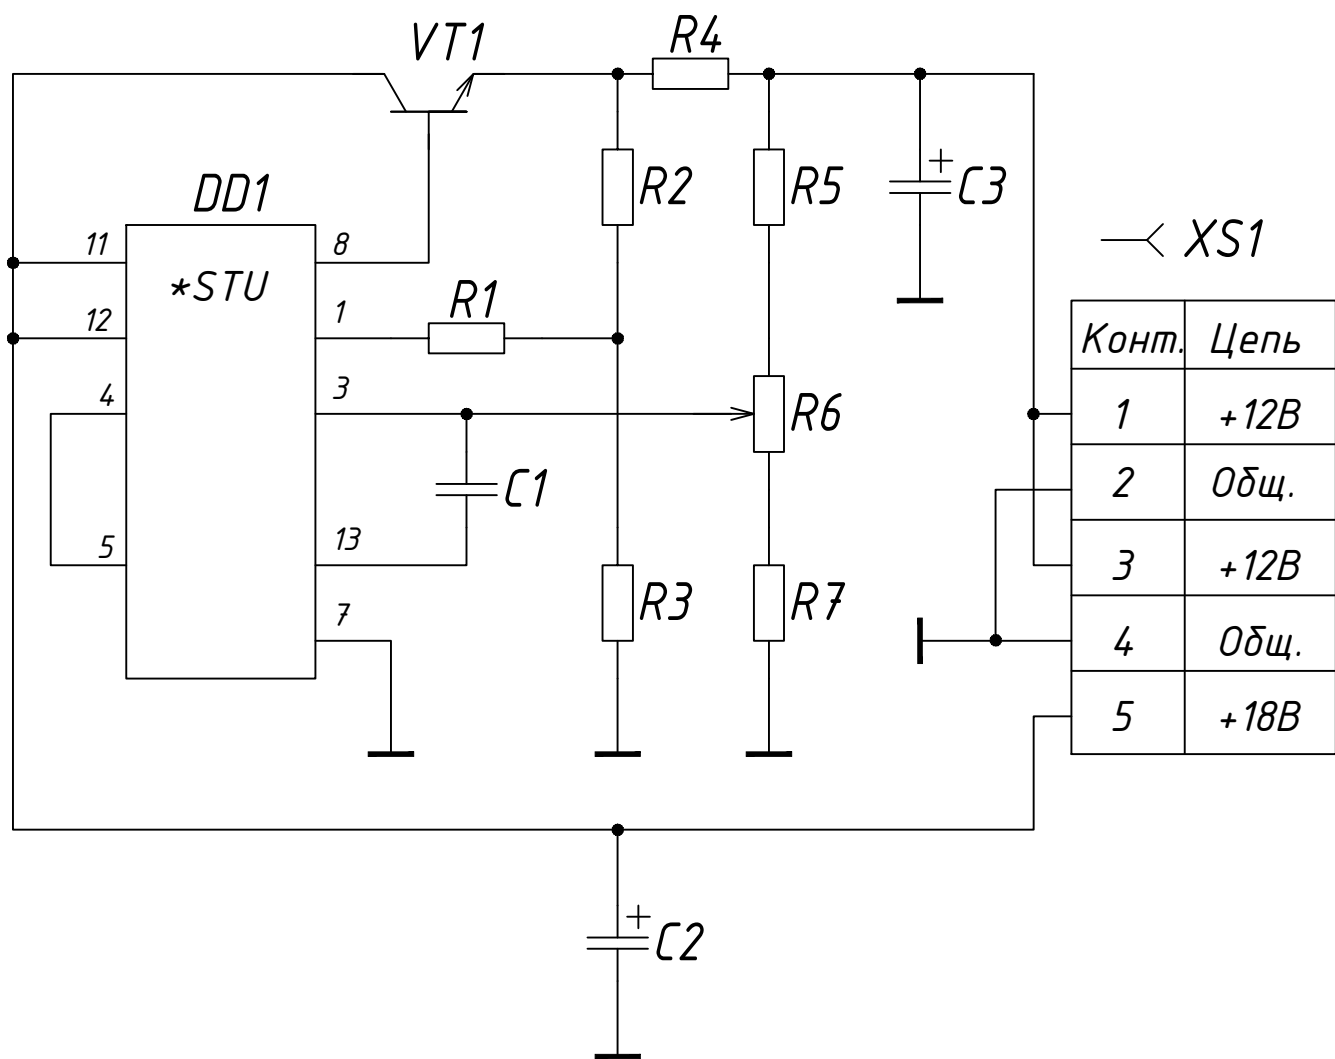 VT1
R4
DD1
R2
R5
+
C3
11
8
*STU
XS1
12
1
R1
Конт. Цепь
4
3
R6
1 +12В
C1
2 Общ.
5
13
3 +12В
7
R3
R7
4 Общ.
5 +18В
+
C2